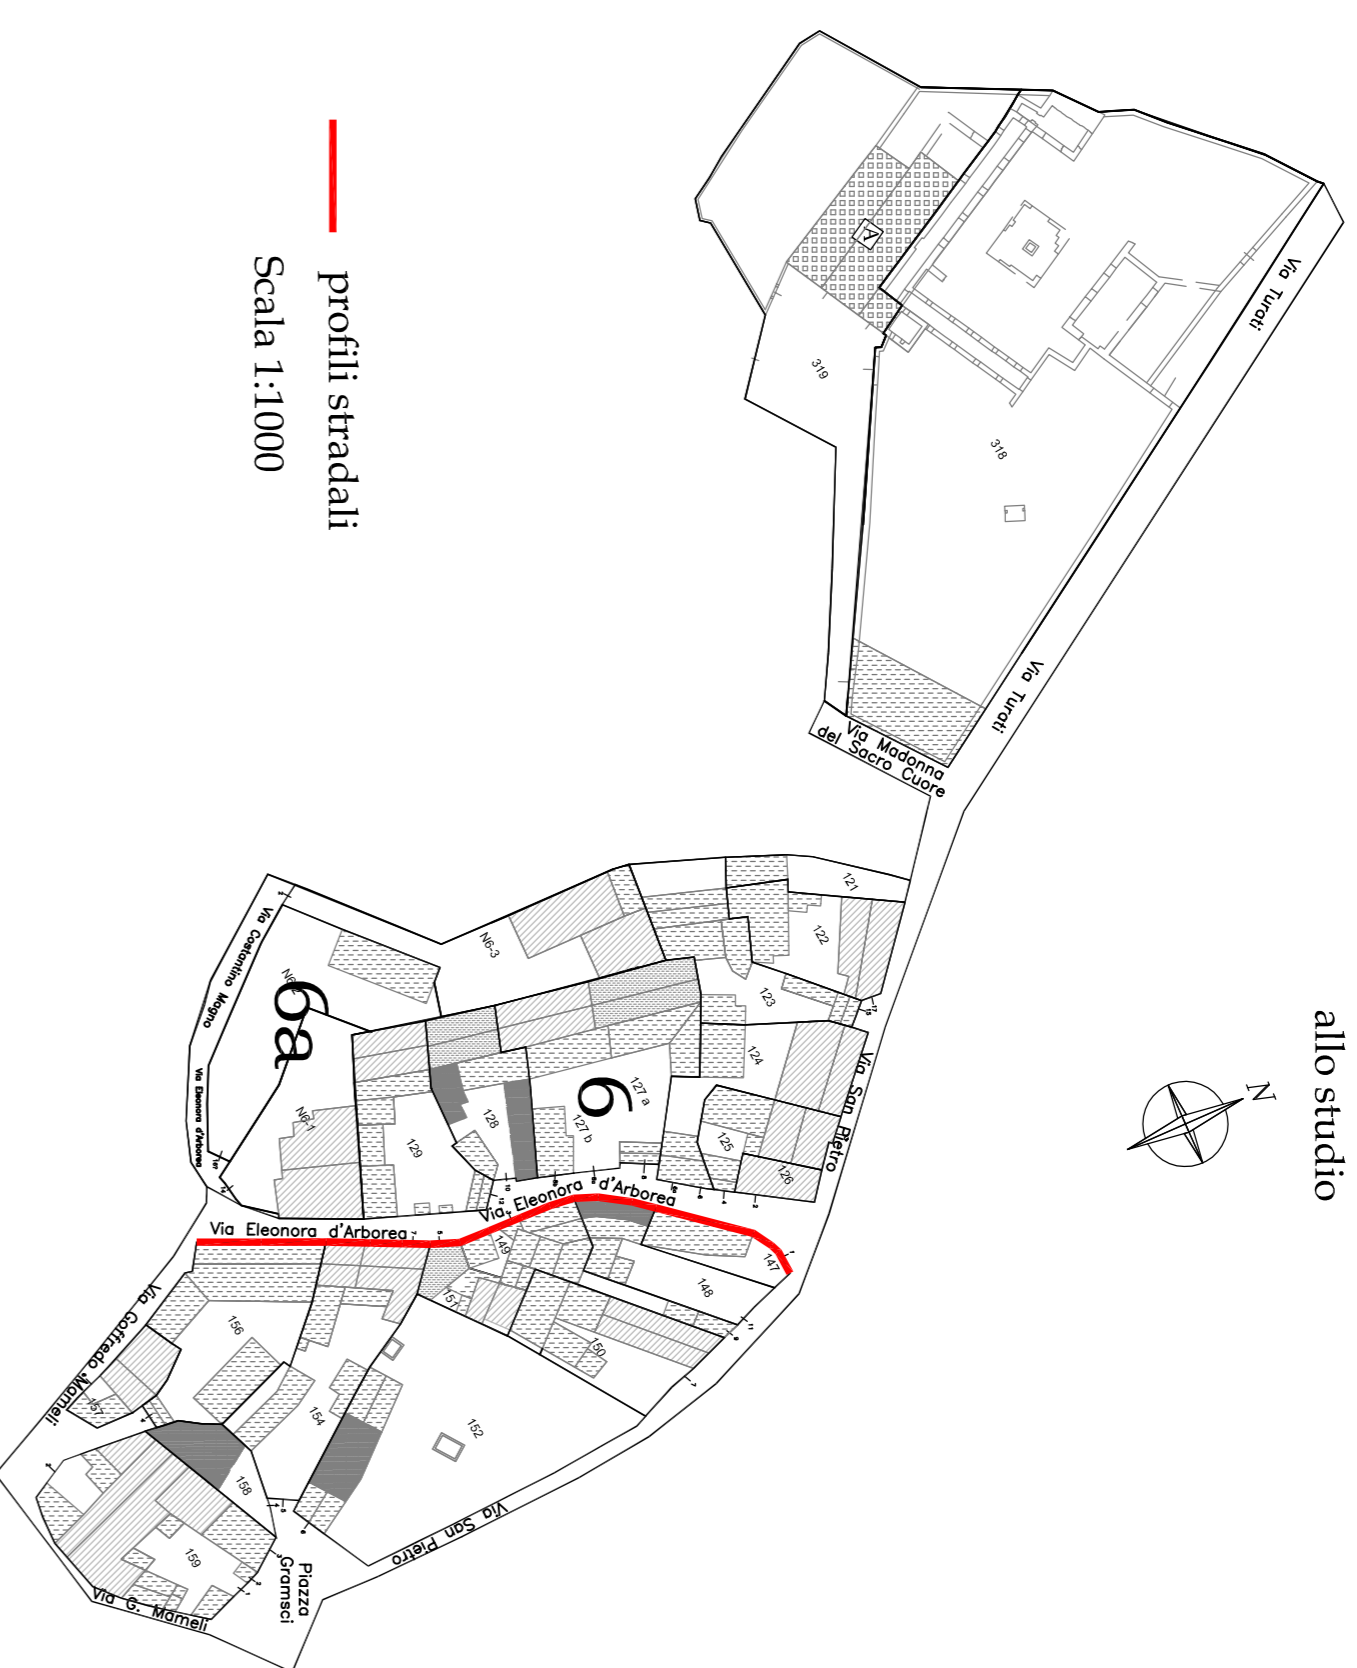 allo studio
N
profili stradali
Scala 1:1000
A
319
318
Via Turati
Via Turati
Via Madonna
del Sacro Cuore
121
122
123
124
125
126
127 a
127 b
128
129
N6-3
N6-1
6a
6
Via Costantino Magno
Via Eleonora d'Arborea
Via San Pietro
Via Eleonora d'Arborea
Via Eleonora d'Arborea
147
148
149
150
151
152
154
156
157
158
159
Via Goffredo Mameli
Via San Pietro
Piazza
Gramsci
Via G. Mameli